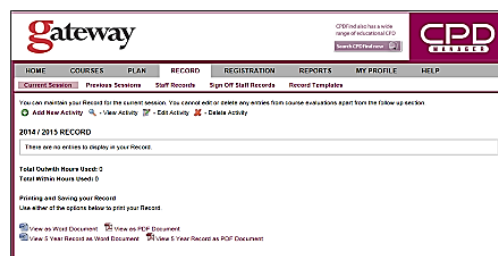 gateway
CPDFind also has a wide
range of educational CPD
Search CPDFind now
CPD
MANAGER
HOME COURSES PLAN RECORD REGISTRATION REPORTS MY PROFILE HELP
Current Session Previous Sessions Staff Records Sign Off Staff Records Record Templates
You can maintain your Record for the current session. You cannot edit or delete any entries from course evaluations apart from the follow up section.
Add New Activity - View Activity - Edit Activity - Delete Activity
2014 / 2015 RECORD
There are no entries to display in your Record.
Total Outwith Hours Used: 0
Total Within Hours Used: 0
Printing and Saving your Record
Use either of the options below to print your Record.
View as Word Document View as PDF Document
View 5 Year Record as Word Document View 5 Year Record as PDF Document